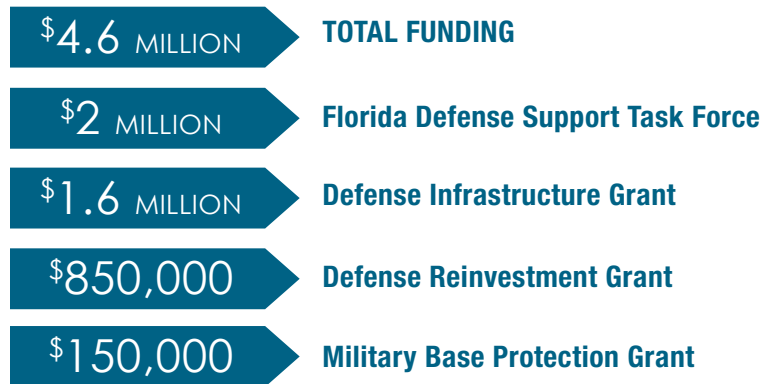 $4.6 MILLION TOTAL FUNDING
$2 MILLION Florida Defense Support Task Force
$1.6 MILLION Defense Infrastructure Grant
$850,000 Defense Reinvestment Grant
$150,000 Military Base Protection Grant